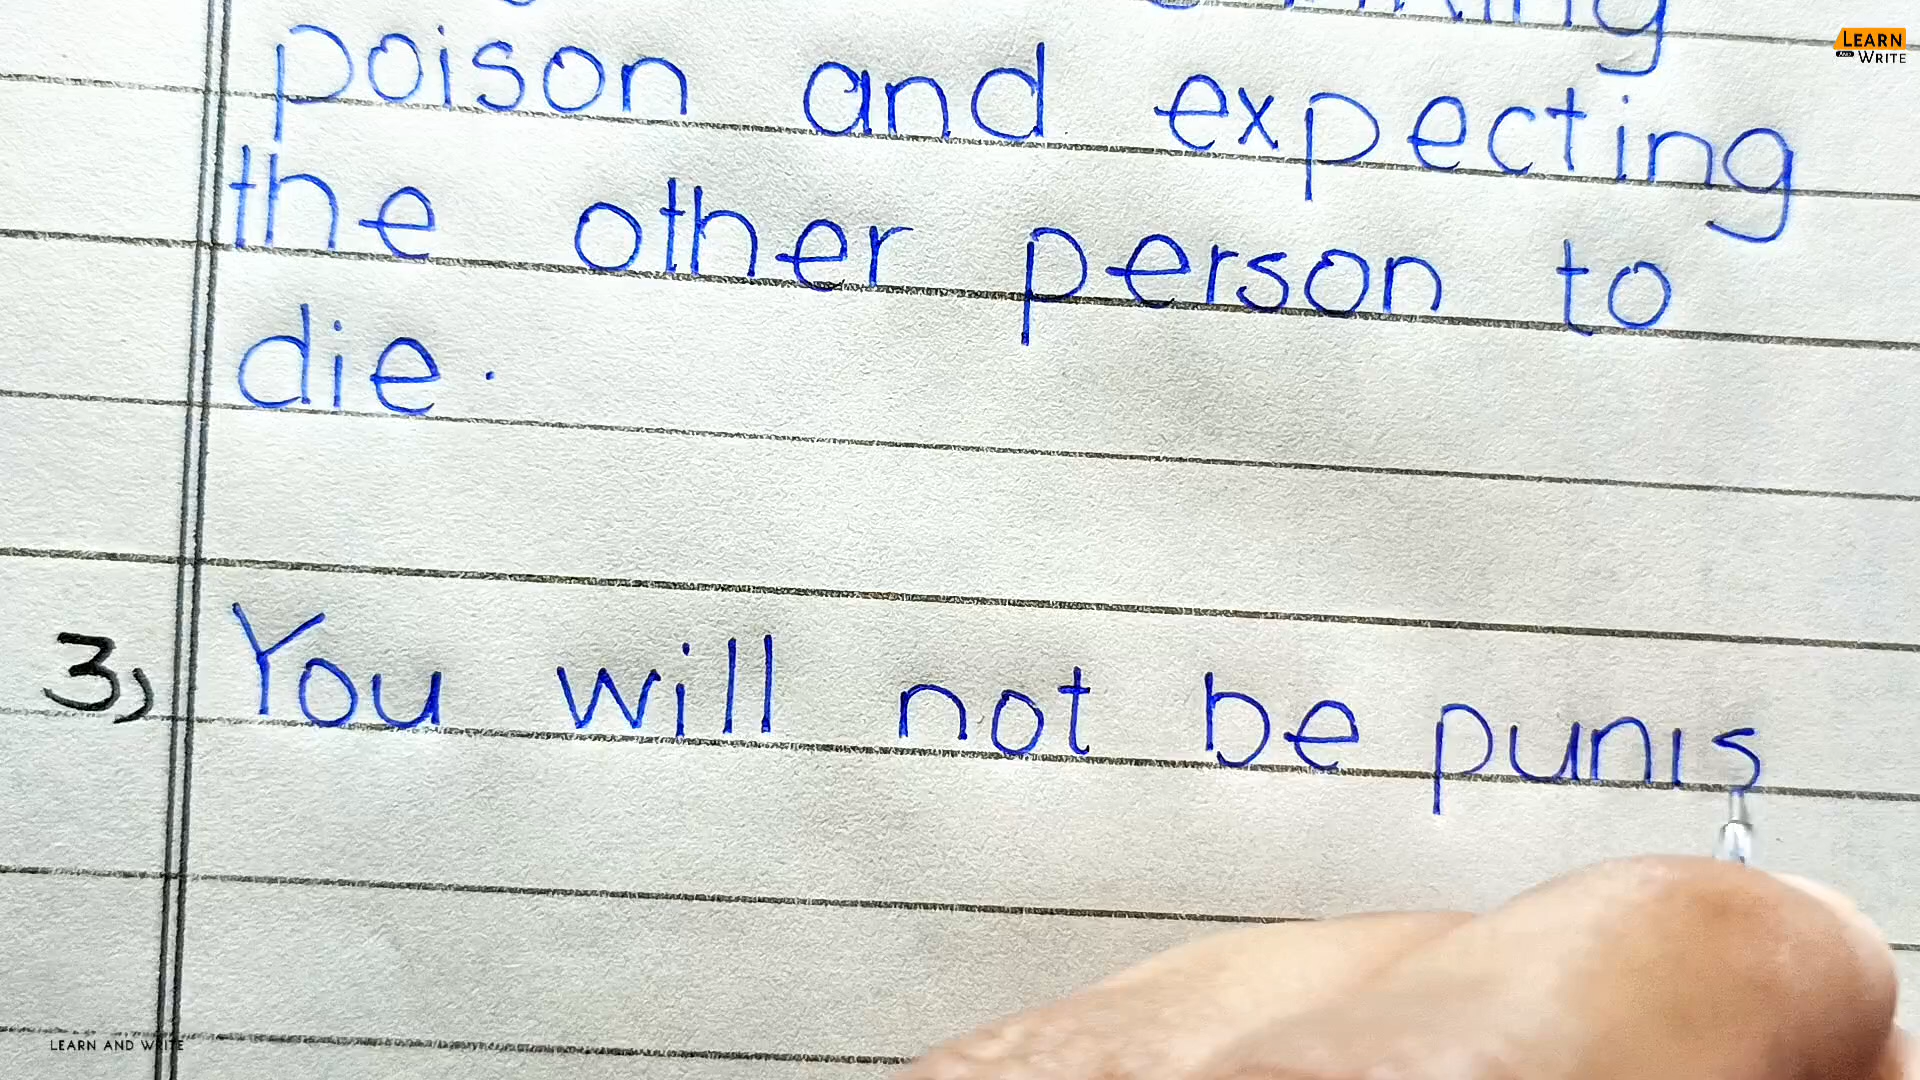 poison and expecting
the other person to
die.
3) You will not be punis
LEARN
AND WRITE
LEARN AND WRITE